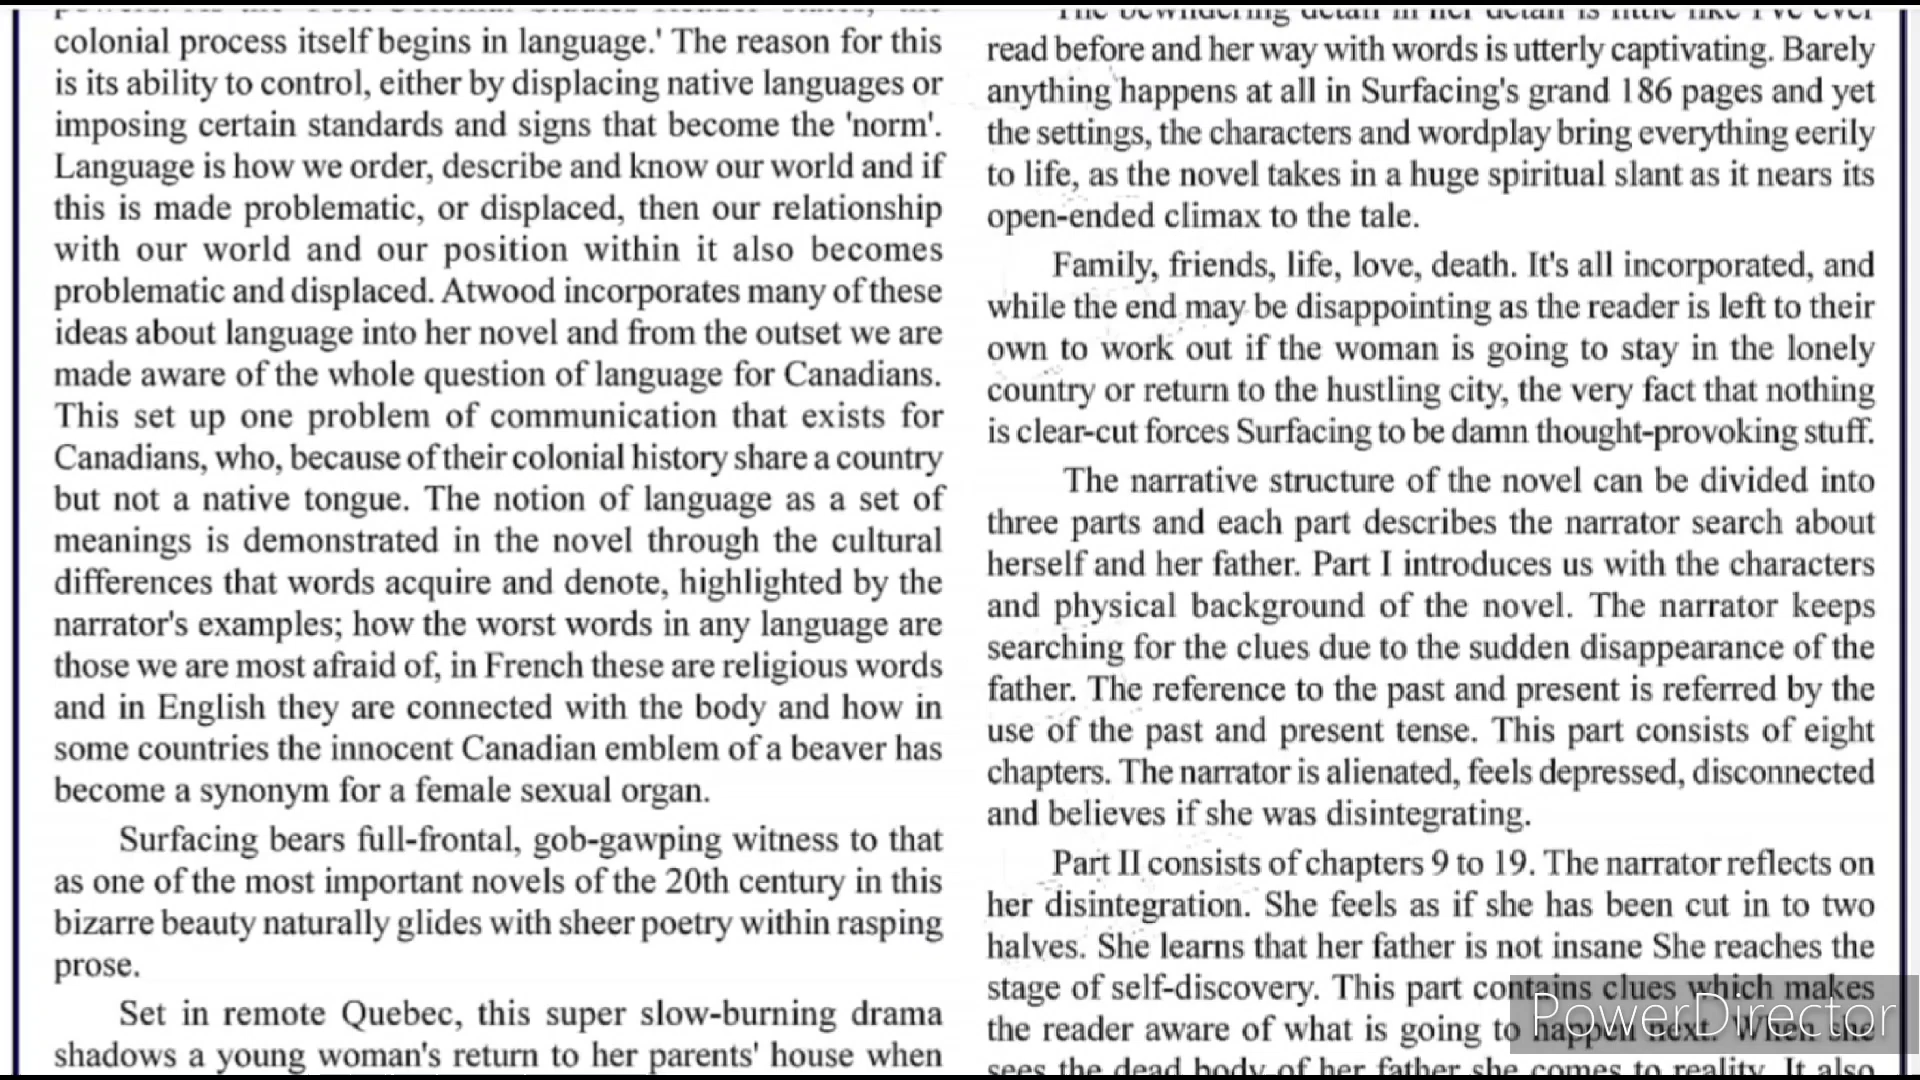 colonial process itself begins in language.' The reason for this
is its ability to control, either by displacing native languages or
imposing certain standards and signs that become the 'norm'.
Language is how we order, describe and know our world and if
this is made problematic, or displaced, then our relationship
with our world and our position within it also becomes
problematic and displaced. Atwood incorporates many of these
ideas about language into her novel and from the outset we are
made aware of the whole question of language for Canadians.
This set up one problem of communication that exists for
Canadians, who, because of their colonial history share a country
but not a native tongue. The notion of language as a set of
meanings is demonstrated in the novel through the cultural
differences that words acquire and denote, highlighted by the
narrator's examples; how the worst words in any language are
those we are most afraid of, in French these are religious words
and in English they are connected with the body and how in
some countries the innocent Canadian emblem of a beaver has
become a synonym for a female sexual organ.
Surfacing bears full-frontal, gob-gawping witness to that
as one of the most important novels of the 20th century in this
bizarre beauty naturally glides with sheer poetry within rasping
prose.
Set in remote Quebec, this super slow-burning drama
shadows a young woman's return to her parents' house when
The bewildering detail in her detail is little like I've ever
read before and her way with words is utterly captivating. Barely
anything happens at all in Surfacing's grand 186 pages and yet
the settings, the characters and wordplay bring everything eerily
to life, as the novel takes in a huge spiritual slant as it nears its
open-ended climax to the tale.
Family, friends, life, love, death. It's all incorporated, and
while the end may be disappointing as the reader is left to their
own to work out if the woman is going to stay in the lonely
country or return to the hustling city, the very fact that nothing
is clear-cut forces Surfacing to be damn thought-provoking stuff.
The narrative structure of the novel can be divided into
three parts and each part describes the narrator search about
herself and her father. Part I introduces us with the characters
and physical background of the novel. The narrator keeps
searching for the clues due to the sudden disappearance of the
father. The reference to the past and present is referred by the
use of the past and present tense. This part consists of eight
chapters. The narrator is alienated, feels depressed, disconnected
and believes if she was disintegrating.
Part II consists of chapters 9 to 19. The narrator reflects on
her disintegration. She feels as if she has been cut in to two
halves. She learns that her father is not insane She reaches the
stage of self-discovery. This part contains clues which makes
the reader aware of what is going to happen next. When she
sees the dead body of her father she comes to reality. It also
PowerDirector